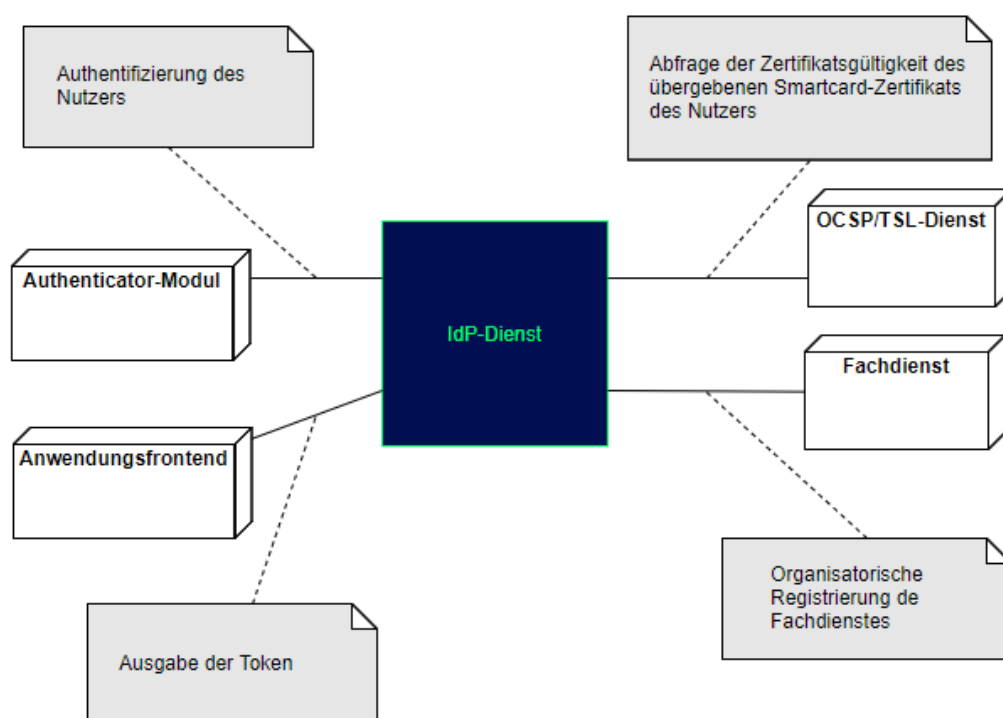 Authentifizierung des
Nutzers
Abfrage der Zertifikatsgültigkeit des
übergebenen Smartcard-Zertifikats
des Nutzers
OCSP/TSL-Dienst
Authenticator-Modul
IdP-Dienst
Fachdienst
Anwendungsfrontend
Organisatorische
Registrierung de
Fachdienstes
Ausgabe der Token